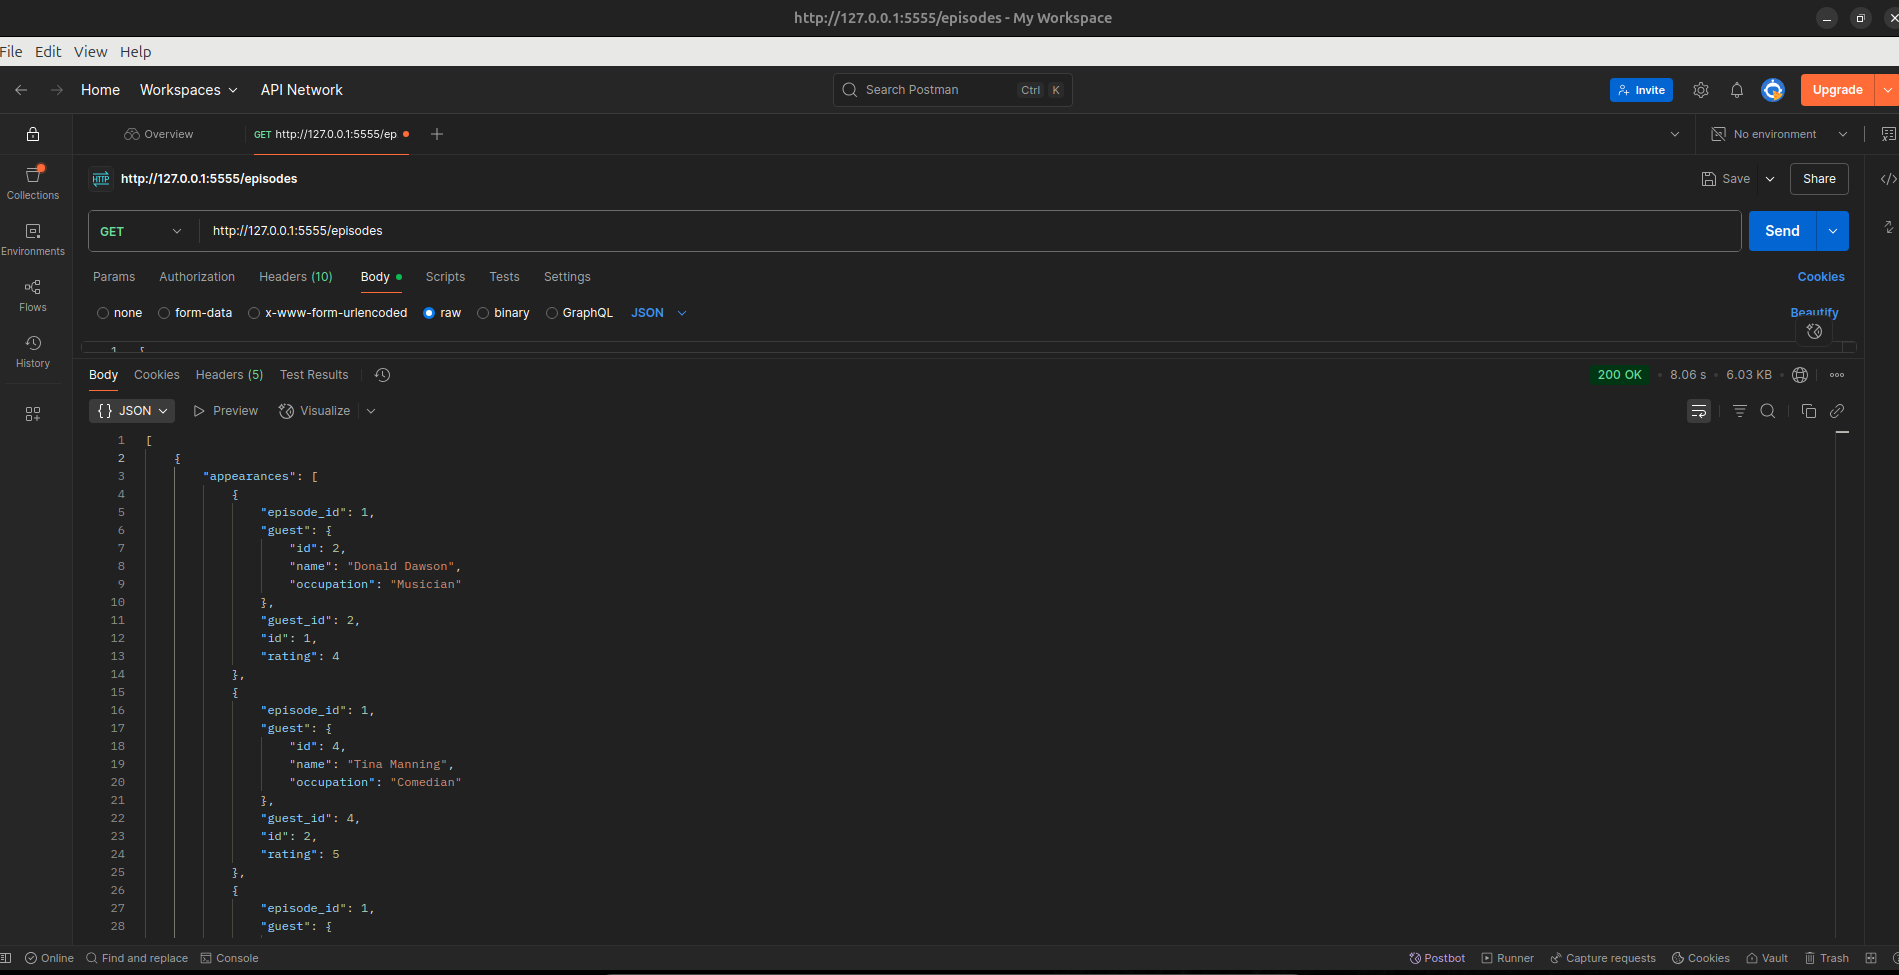 http://127.0.0.1:5555/episodes - My Workspace
File Edit View Help
Home Workspaces API Network Search Postman Ctrl K Invite Upgrade
Overview GET http://127.0.0.1:5555/ep No environment
Collections
Environments
Flows
History
HTTP http://127.0.0.1:5555/episodes Save Share
GET http://127.0.0.1:5555/episodes Send
Params Authorization Headers (10) Body Scripts Tests Settings Cookies
none form-data x-www-form-urlencoded raw binary GraphQL JSON Beautify
Body Cookies Headers (5) Test Results 200 OK 8.06 s 6.03 KB
{} JSON Preview Visualize
1 [
2 {
3 "appearances": [
4 {
5 "episode_id": 1,
6 "guest": {
7 "id": 2,
8 "name": "Donald Dawson",
9 "occupation": "Musician"
10 },
11 "guest_id": 2,
12 "id": 1,
13 "rating": 4
14 },
15 {
16 "episode_id": 1,
17 "guest": {
18 "id": 4,
19 "name": "Tina Manning",
20 "occupation": "Comedian"
21 },
22 "guest_id": 4,
23 "id": 2,
24 "rating": 5
25 },
26 {
27 "episode_id": 1,
28 "guest": {
Online Find and replace Console Postbot Runner Capture requests Cookies Vault Trash